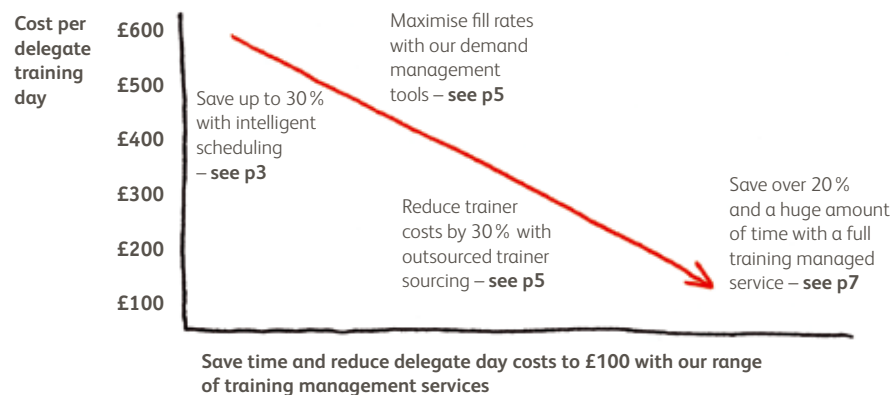 Cost per
delegate
training
day
£600
£500
£400
£300
£200
£100
Save up to 30% 
with intelligent
scheduling
– see p3
Maximise fill rates
with our demand
management
tools – see p5
Reduce trainer
costs by 30% with
outsourced trainer
sourcing – see p5
Save over 20%
and a huge amount
of time with a full
training managed
service – see p7
Save time and reduce delegate day costs to £100 with our range
of training management services